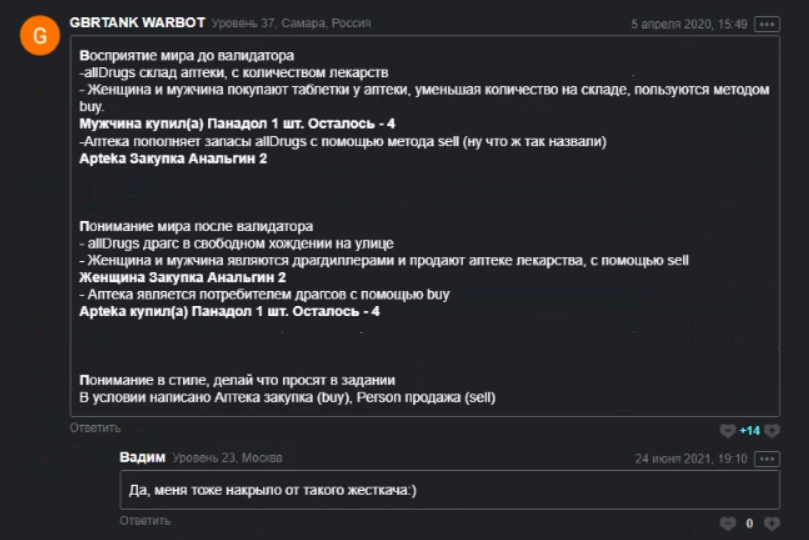 G
GBRTANK WARBOT Уровень 37, Самара, Россия
5 апреля 2020, 15:49
Восприятие мира до валидатора
-allDrugs склад аптеки, с количеством лекарств
- Женщина и мужчина покупают таблетки у аптеки, уменьшая количество на складе, пользуются методом
buy.
Мужчина купил(а) Панадол 1 шт. Осталось - 4
-Аптека пополняет запасы allDrugs с помощью метода sell (ну что ж так назвали)
Apteka Закупка Анальгин 2
Понимание мира после валидатора
- allDrugs драгс в свободном хождении на улице
- Женщина и мужчина являются драгдиллерами и продают аптеке лекарства, с помощью sell
Женщина Закупка Анальгин 2
- Аптека является потребителем драгсов с помощью buy
Apteka купил(а) Панадол 1 шт. Осталось - 4
Понимание в стиле, делай что просят в задании
В условии написано Аптека закупка (buy), Person продажа (sell)
Ответить
+14
Вадим Уровень 23, Москва
24 июня 2021, 19:10
Да, меня тоже накрыло от такого жесткача:)
Ответить
0